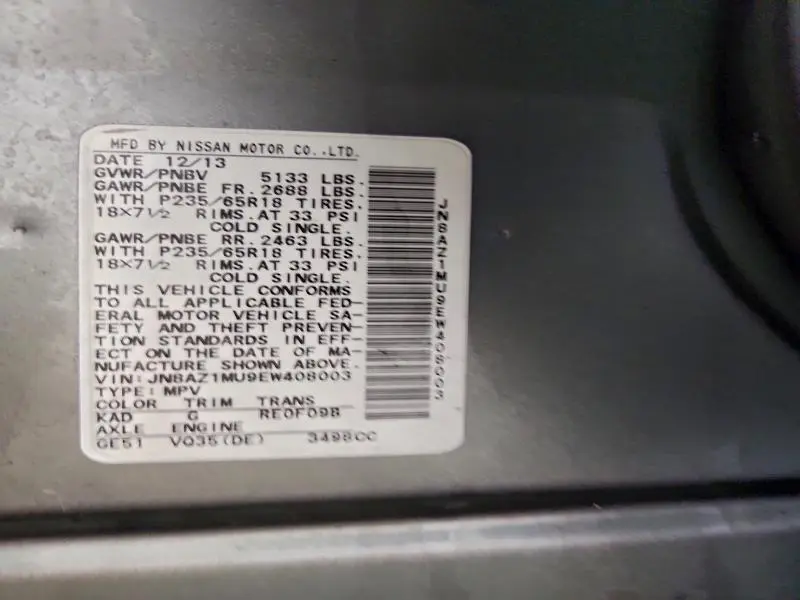 MFD BY NISSAN MOTOR CO.,LTD.
DATE 12/13
GVWR/PNBV 5133 LBS.
GAWR/PNBE FR. 2688 LBS.
WITH P235/65R18 TIRES.
18X7½ RIMS.AT 33 PSI
COLD SINGLE.
GAWR/PNBE RR. 2463 LBS.
WITH P235/65R18 TIRES.
18X7½ RIMS.AT 33 PSI
COLD SINGLE.
THIS VEHICLE CONFORMS
TO ALL APPLICABLE FED-
ERAL MOTOR VEHICLE SA-
FETY AND THEFT PREVEN-
TION STANDARDS IN EFF-
ECT ON THE DATE OF MA-
NUFACTURE SHOWN ABOVE.
VIN:JN8AZ1MU9EW408003
TYPE:MPV
COLOR TRIM TRANS
KAD G RE0F09B
AXLE ENGINE
GE51 VQ35(DE) 3498CC
JN8AZ1MU9EW408003